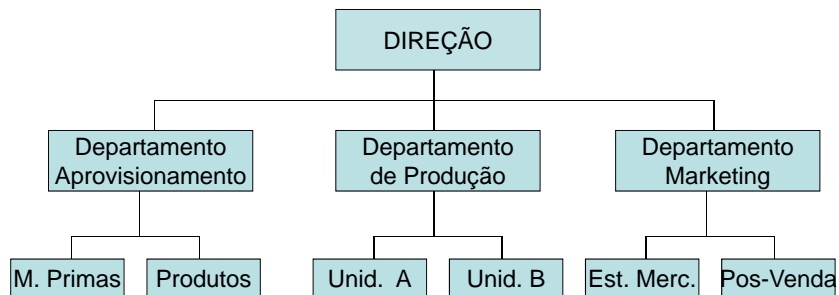 DIREÇÃO
Departamento
Aprovisionamento
Departamento
de Produção
Departamento
Marketing
M. Primas
Produtos
Unid. A
Unid. B
Est. Merc.
Pos-Venda